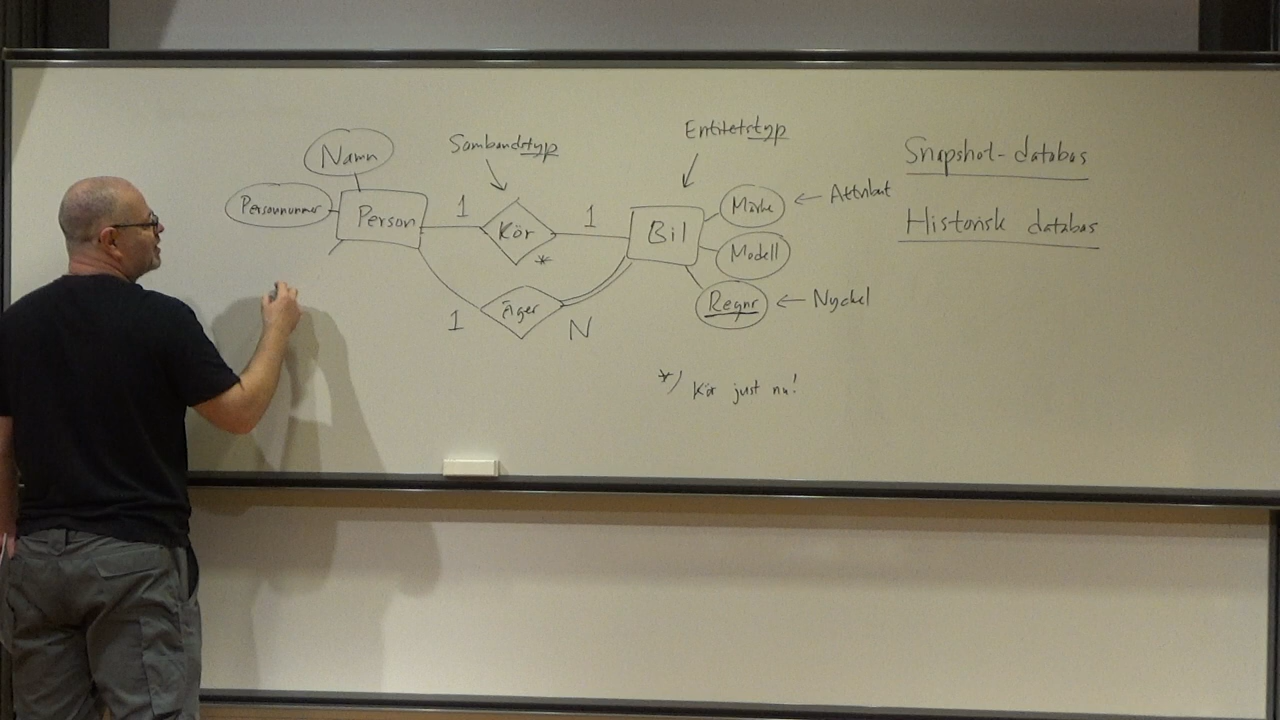 Entitetstyp
Sambandstyp
Namn
Snapshot-databas
Personnummer
Person
1
Kör
*
1
Bil
Märke
← Attribut
Historisk databas
Modell
Äger
1
N
Regnr
← Nyckel
*) Kör just nu!